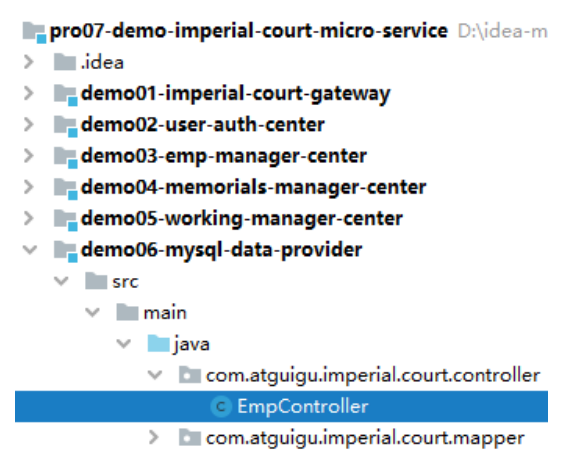 pro07-demo-imperial-court-micro-service D:\idea-m
.idea
demo01-imperial-court-gateway
demo02-user-auth-center
demo03-emp-manager-center
demo04-memorials-manager-center
demo05-working-manager-center
demo06-mysql-data-provider
src
main
java
com.atguigu.imperial.court.controller
C EmpController
com.atguigu.imperial.court.mapper